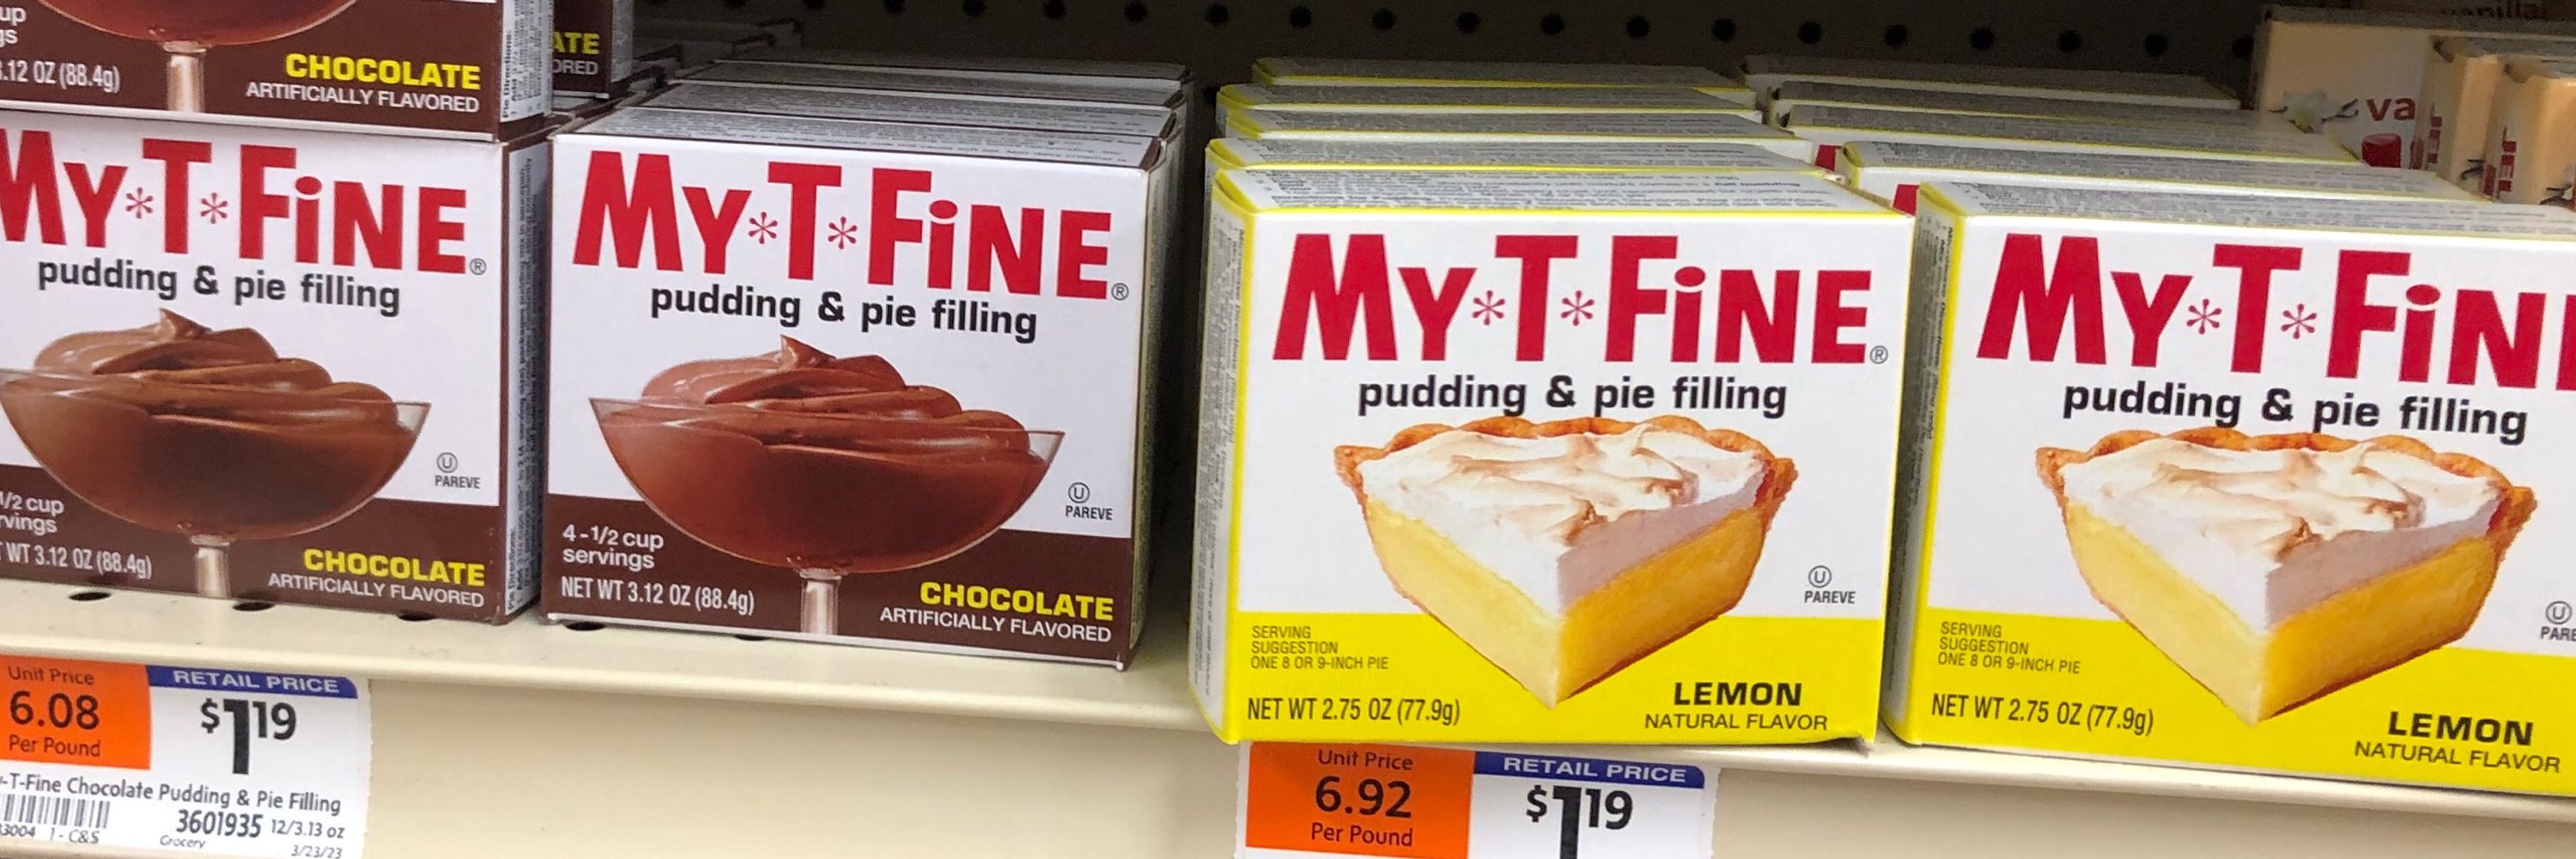 CHOCOLATE
ARTIFICIALLY FLAVORED
.12 OZ (88.4g)
MY*T*FiNE®
pudding & pie filling
U
PAREVE
1/2 cup
NET WT 3.12 OZ (88.4g)
CHOCOLATE
ARTIFICIALLY FLAVORED
MY*T*FiNE®
pudding & pie filling
U
PAREVE
4-1/2 cup
servings
NET WT 3.12 OZ (88.4g)
CHOCOLATE
ARTIFICIALLY FLAVORED
MY*T*FiNE®
pudding & pie filling
U
PAREVE
SERVING
SUGGESTION
ONE 8 OR 9-INCH PIE
NET WT 2.75 OZ (77.9g)
LEMON
NATURAL FLAVOR
MY*T*FiN
pudding & pie filling
U
PARE
SERVING
SUGGESTION
ONE 8 OR 9-INCH PIE
NET WT 2.75 OZ (77.9g)
LEMON
NATURAL FLAVOR
va
Unit Price
6.08
Per Pound
RETAIL PRICE
$1 19
-T-Fine Chocolate Pudding & Pie Filling
3601935 12/3.13 oz
3004 1 - C&S
Grocery
3/23/23
Unit Price
6.92
Per Pound
RETAIL PRICE
$1 19